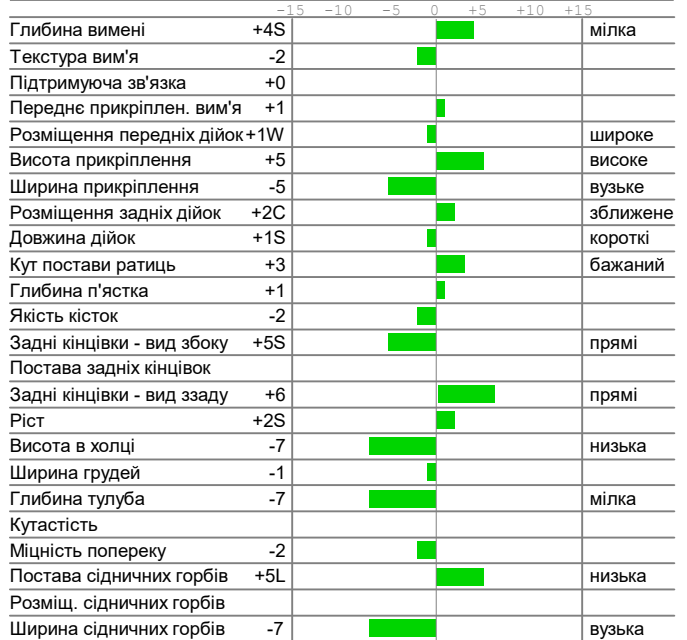 -15 -10 -5 0 +5 +10 +15
Глибина вимені +4S мілка
Текстура вим'я -2
Підтримуюча зв'язка +0
Переднє прикріплен. вим'я +1
Розміщення передніх дійок +1W широке
Висота прикріплення +5 високе
Ширина прикріплення -5 вузьке
Розміщення задніх дійок +2C зближене
Довжина дійок +1S короткі
Кут постави ратиць +3 бажаний
Глибина п'ястка +1
Якість кісток -2
Задні кінцівки - вид збоку +5S прямі
Постава задніх кінцівок
Задні кінцівки - вид ззаду +6 прямі
Ріст +2S
Висота в холці -7 низька
Ширина грудей -1
Глибина тулуба -7 мілка
Кутастість
Міцність попереку -2
Постава сідничних горбів +5L низька
Розміщ. сідничних горбів
Ширина сідничних горбів -7 вузька